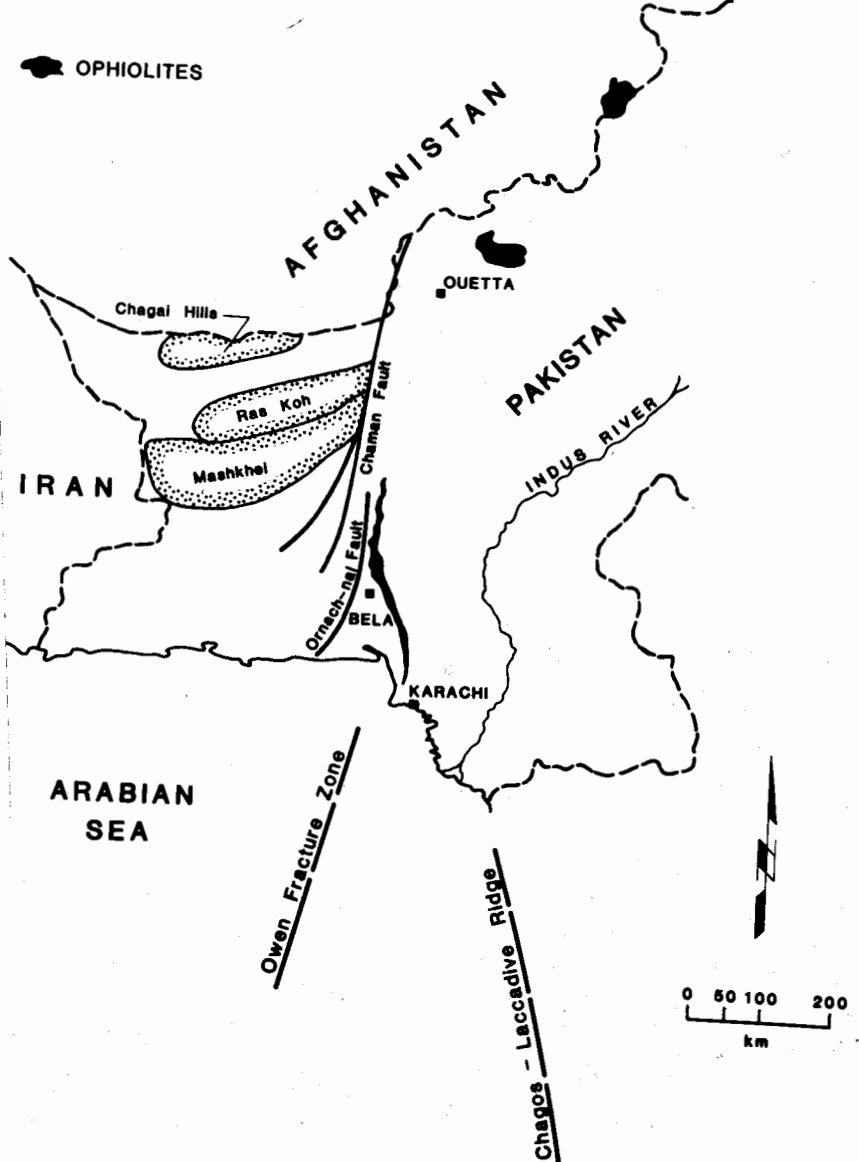 OPHIOLITES
AFGHANISTAN
OUETTA
Chagai Hills
PAKISTAN
Chaman Fault
Ras Koh
INDUS RIVER
Mashkhel
IRAN
Ornach-nal Fault
BELA
KARACHI
ARABIAN
SEA
Owen Fracture Zone
Chagos - Laccadive Ridge
0 50 100 200
km